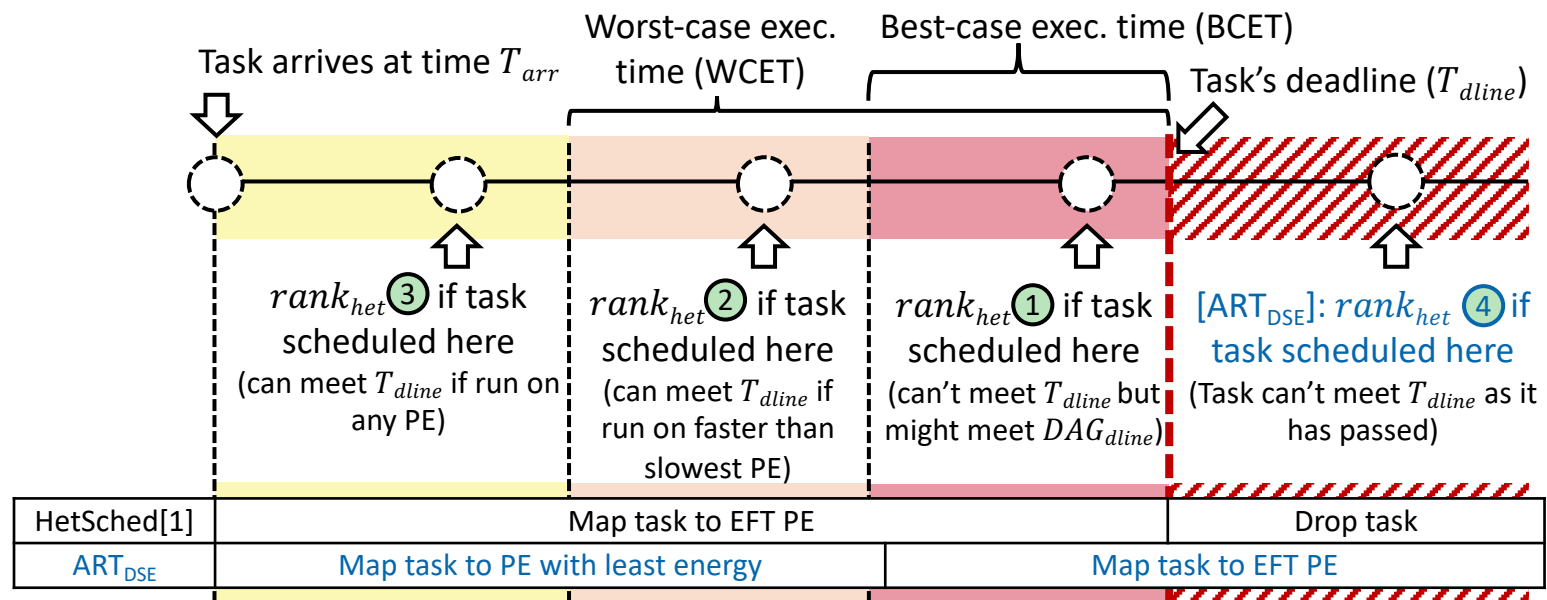 Task arrives at time T_arr
Worst-case exec.
time (WCET)
Best-case exec. time (BCET)
Task's deadline (T_dline)
rank_het 3 if task
scheduled here
(can meet T_dline if run on
any PE)
rank_het 2 if task
scheduled here
(can meet T_dline if
run on faster than
slowest PE)
rank_het 1 if task
scheduled here
(can't meet T_dline but
might meet DAG_dline)
[ART_DSE]: rank_het 4 if
task scheduled here
(Task can't meet T_dline as it
has passed)
HetSched[1] Map task to EFT PE Drop task
ART_DSE Map task to PE with least energy Map task to EFT PE